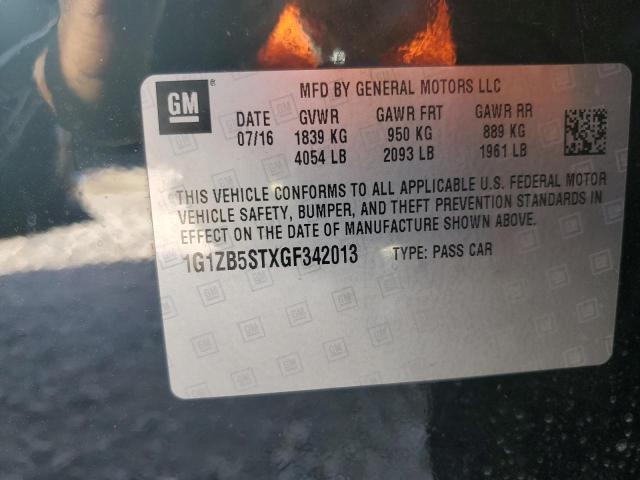 GM ®
MFD BY GENERAL MOTORS LLC
DATE GVWR GAWR FRT GAWR RR
07/16 1839 KG 950 KG 889 KG
4054 LB 2093 LB 1961 LB
THIS VEHICLE CONFORMS TO ALL APPLICABLE U.S. FEDERAL MOTOR
VEHICLE SAFETY, BUMPER, AND THEFT PREVENTION STANDARDS IN
EFFECT ON THE DATE OF MANUFACTURE SHOWN ABOVE.
1G1ZB5STXGF342013 TYPE: PASS CAR